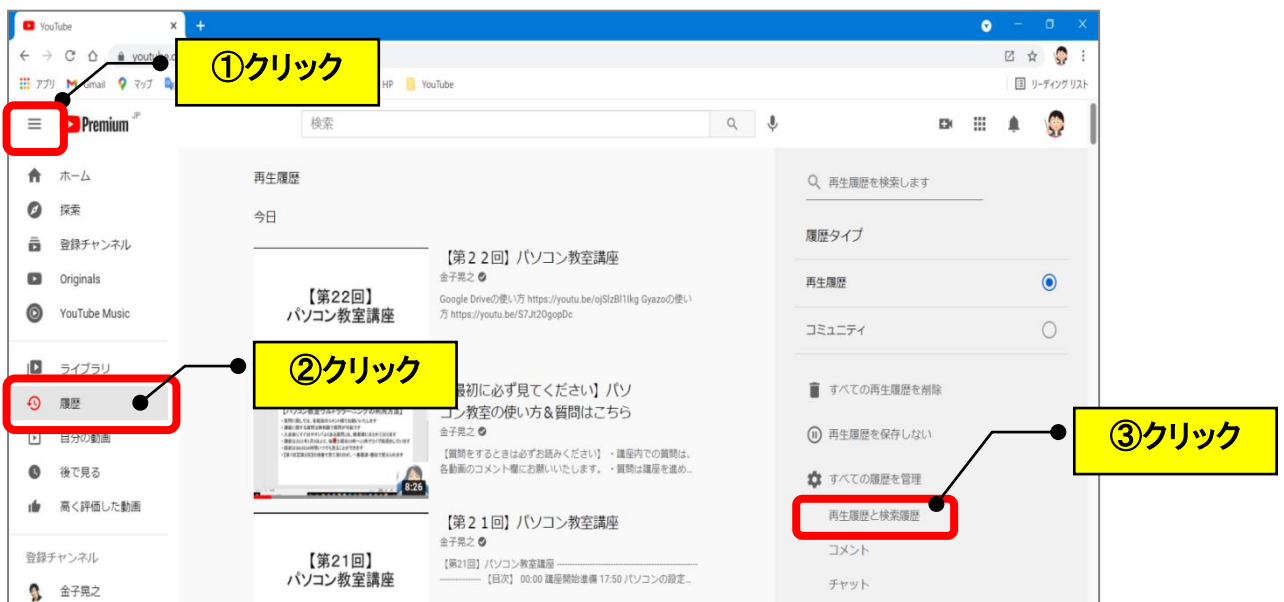 YouTube
①クリック
アプリ Gmail マップ HP YouTube リーディング リスト
Premium JP
検索
ホーム
探索
登録チャンネル
Originals
YouTube Music
ライブラリ
②クリック
履歴
自分の動画
後で見る
高く評価した動画
登録チャンネル
金子晃之
再生履歴
今日
【第22回】
パソコン教室講座
【第２２回】パソコン教室講座
金子晃之
Google Driveの使い
方
最初に必ず見てください】パソ
コン教室の使い方＆質問はこちら
金子晃之
【質問をするときは必ずお読みください】 ・講座内での質問は、
各動画のコメント欄にお願いいたします。 ・質問は講座を進め...
8:26
【第21回】
パソコン教室講座
【第２１回】パソコン教室講座
金子晃之
【第21回】パソコン教室講座 ----------
---------- 【目次】 00:00 講座開始準備 17:50 パソコンの設定...
再生履歴を検索します
履歴タイプ
再生履歴
コミュニティ
すべての再生履歴を削除
再生履歴を保存しない
③クリック
すべての履歴を管理
再生履歴と検索履歴
コメント
チャット